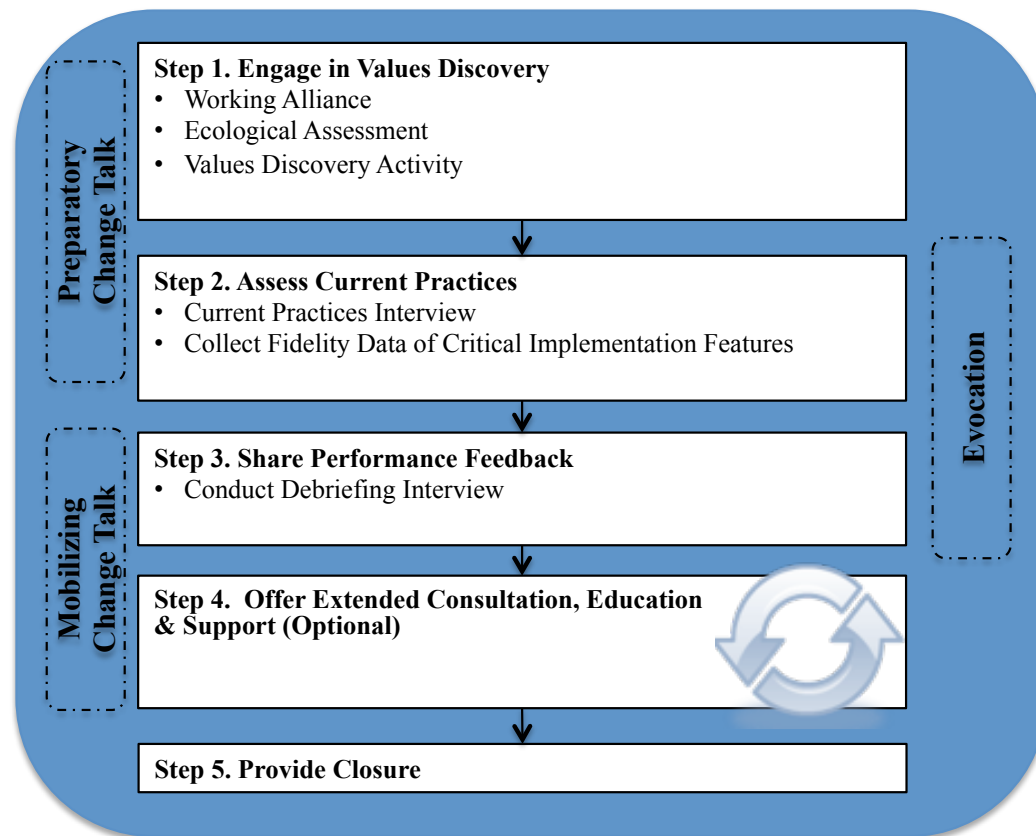 Preparatory
Change Talk
Step 1. Engage in Values Discovery
• Working Alliance
• Ecological Assessment
• Values Discovery Activity
Step 2. Assess Current Practices
• Current Practices Interview
• Collect Fidelity Data of Critical Implementation Features
Evocation
Mobilizing
Change Talk
Step 3. Share Performance Feedback
• Conduct Debriefing Interview
Step 4.  Offer Extended Consultation, Education
& Support (Optional)
Step 5. Provide Closure